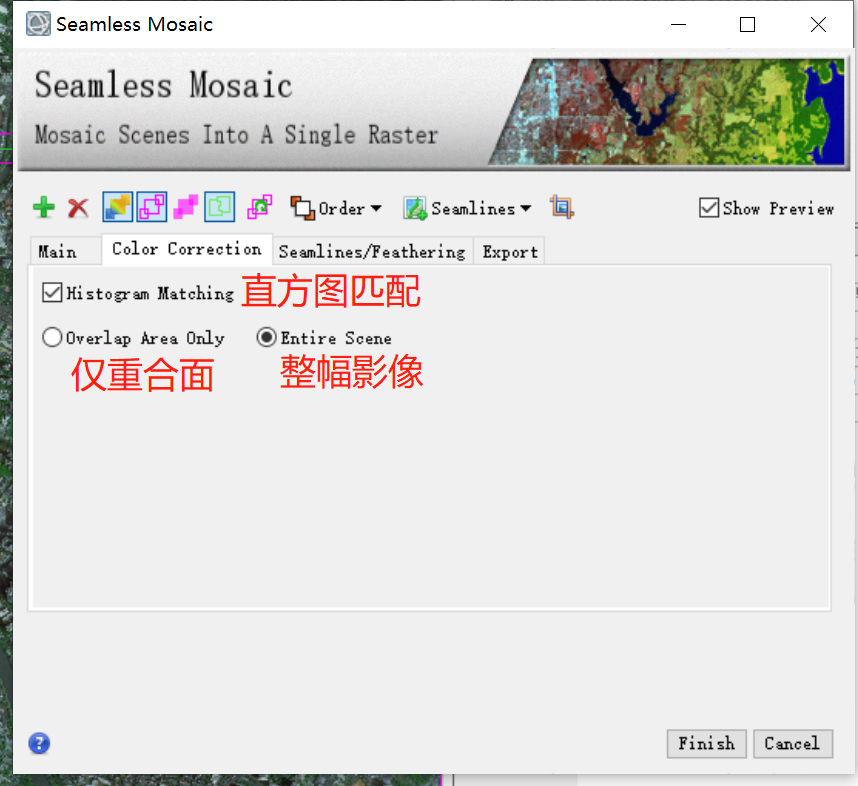 Seamless Mosaic
Seamless Mosaic
Mosaic Scenes Into A Single Raster
Order Seamlines Show Preview
Main Color Correction Seamlines/Feathering Export
Histogram Matching 直方图匹配
Overlap Area Only Entire Scene
仅重合面 整幅影像
Finish Cancel